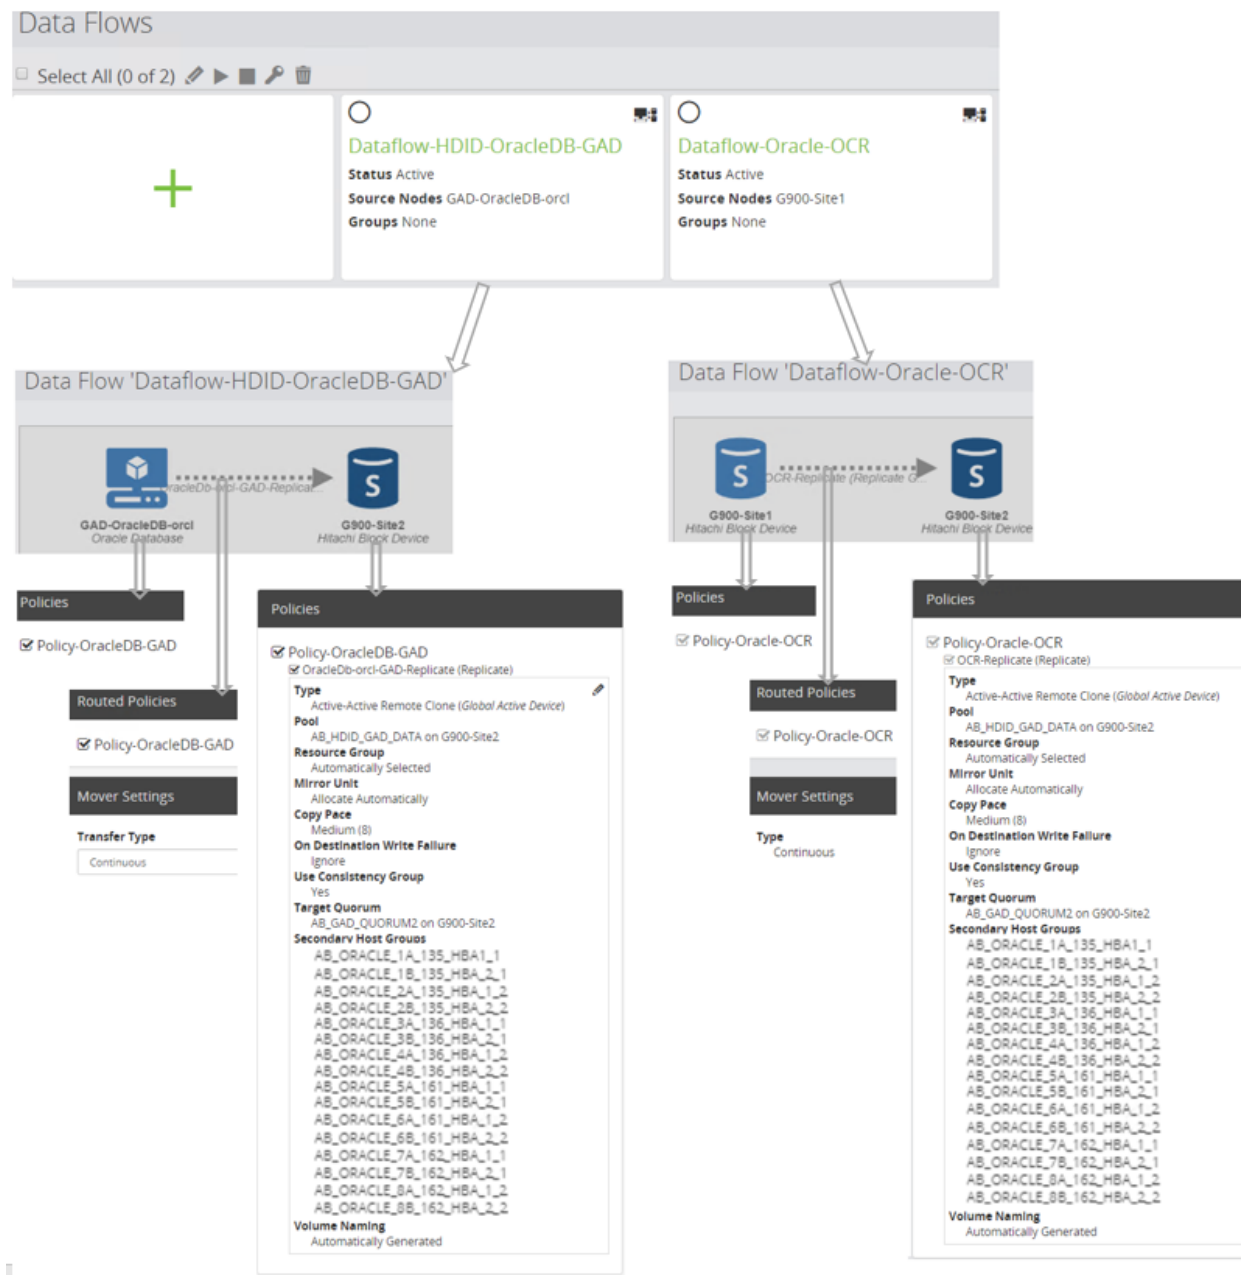 Data Flows
Select All (0 of 2)
Dataflow-HDID-OracleDB-GAD
Status Active
Source Nodes GAD-OracleDB-orcl
Groups None
Dataflow-Oracle-OCR
Status Active
Source Nodes G900-Site1
Groups None
Data Flow 'Dataflow-HDID-OracleDB-GAD'
OracleDb-orcl-GAD-Replicat...
GAD-OracleDB-orcl
Oracle Database
G900-Site2
Hitachi Block Device
Policies
Policy-OracleDB-GAD
Routed Policies
Policy-OracleDB-GAD
Mover Settings
Transfer Type
Continuous
Policies
Policy-OracleDB-GAD
OracleDb-orcl-GAD-Replicate (Replicate)
Type
Active-Active Remote Clone (Global Active Device)
Pool
AB_HDID_GAD_DATA on G900-Site2
Resource Group
Automatically Selected
Mirror Unit
Allocate Automatically
Copy Pace
Medium (8)
On Destination Write Failure
Ignore
Use Consistency Group
Yes
Target Quorum
AB_GAD_QUORUM2 on G900-Site2
Secondary Host Groups
AB_ORACLE_1A_135_HBA1_1
AB_ORACLE_1B_135_HBA_2_1
AB_ORACLE_2A_135_HBA_1_2
AB_ORACLE_2B_135_HBA_2_2
AB_ORACLE_3A_136_HBA_1_1
AB_ORACLE_3B_136_HBA_2_1
AB_ORACLE_4A_136_HBA_1_2
AB_ORACLE_4B_136_HBA_2_2
AB_ORACLE_5A_161_HBA_1_1
AB_ORACLE_5B_161_HBA_2_1
AB_ORACLE_6A_161_HBA_1_2
AB_ORACLE_6B_161_HBA_2_2
AB_ORACLE_7A_162_HBA_1_1
AB_ORACLE_7B_162_HBA_2_1
AB_ORACLE_8A_162_HBA_1_2
AB_ORACLE_8B_162_HBA_2_2
Volume Naming
Automatically Generated
Data Flow 'Dataflow-Oracle-OCR'
OCR-Replicate (Replicate G...
G900-Site1
Hitachi Block Device
G900-Site2
Hitachi Block Device
Policies
Policy-Oracle-OCR
Routed Policies
Policy-Oracle-OCR
Mover Settings
Type
Continuous
Policies
Policy-Oracle-OCR
OCR-Replicate (Replicate)
Type
Active-Active Remote Clone (Global Active Device)
Pool
AB_HDID_GAD_DATA on G900-Site2
Resource Group
Automatically Selected
Mirror Unit
Allocate Automatically
Copy Pace
Medium (8)
On Destination Write Failure
Ignore
Use Consistency Group
Yes
Target Quorum
AB_GAD_QUORUM2 on G900-Site2
Secondary Host Groups
AB_ORACLE_1A_135_HBA1_1
AB_ORACLE_1B_135_HBA_2_1
AB_ORACLE_2A_135_HBA_1_2
AB_ORACLE_2B_135_HBA_2_2
AB_ORACLE_3A_136_HBA_1_1
AB_ORACLE_3B_136_HBA_2_1
AB_ORACLE_4A_136_HBA_1_2
AB_ORACLE_4B_136_HBA_2_2
AB_ORACLE_5A_161_HBA_1_1
AB_ORACLE_5B_161_HBA_2_1
AB_ORACLE_6A_161_HBA_1_2
AB_ORACLE_6B_161_HBA_2_2
AB_ORACLE_7A_162_HBA_1_1
AB_ORACLE_7B_162_HBA_2_1
AB_ORACLE_8A_162_HBA_1_2
AB_ORACLE_8B_162_HBA_2_2
Volume Naming
Automatically Generated